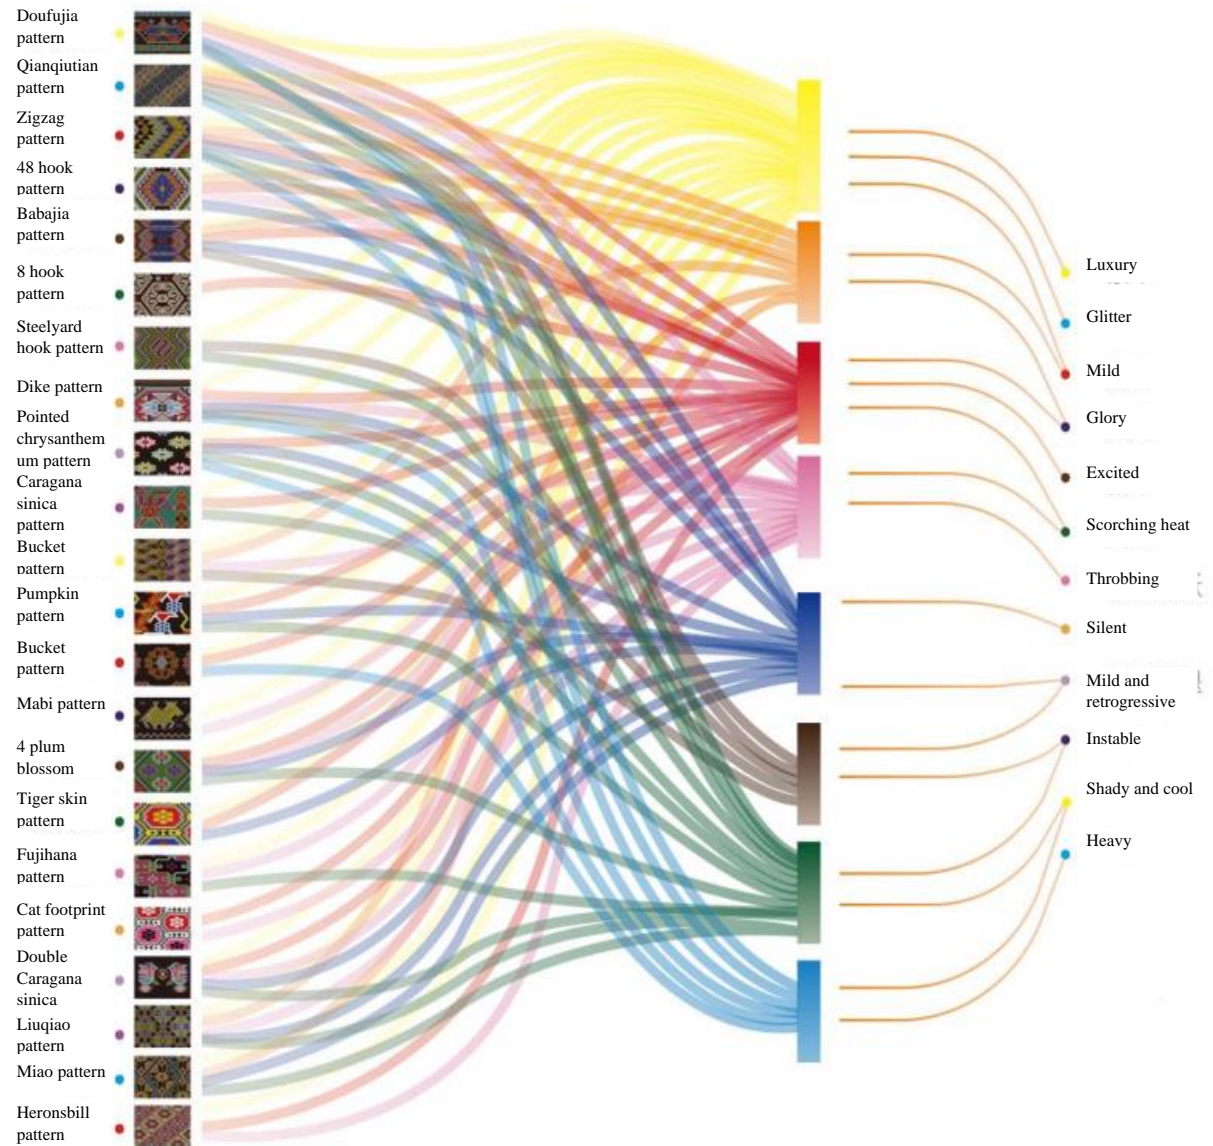 Doufujia
pattern
Qianqiutian
pattern
Zigzag
pattern
48 hook
pattern
Babajia
pattern
8 hook
pattern
Steelyard
hook pattern
Dike pattern
Pointed
chrysanthem
um pattern
Caragana
sinica
pattern
Bucket
pattern
Pumpkin
pattern
Bucket
pattern
Mabi pattern
4 plum
blossom
Tiger skin
pattern
Fujihana
pattern
Cat footprint
pattern
Double
Caragana
sinica
Liuqiao
pattern
Miao pattern
Heronsbill
pattern
Luxury
Glitter
Mild
Glory
Excited
Scorching heat
Throbbing
Silent
Mild and
retrogressive
Instable
Shady and cool
Heavy